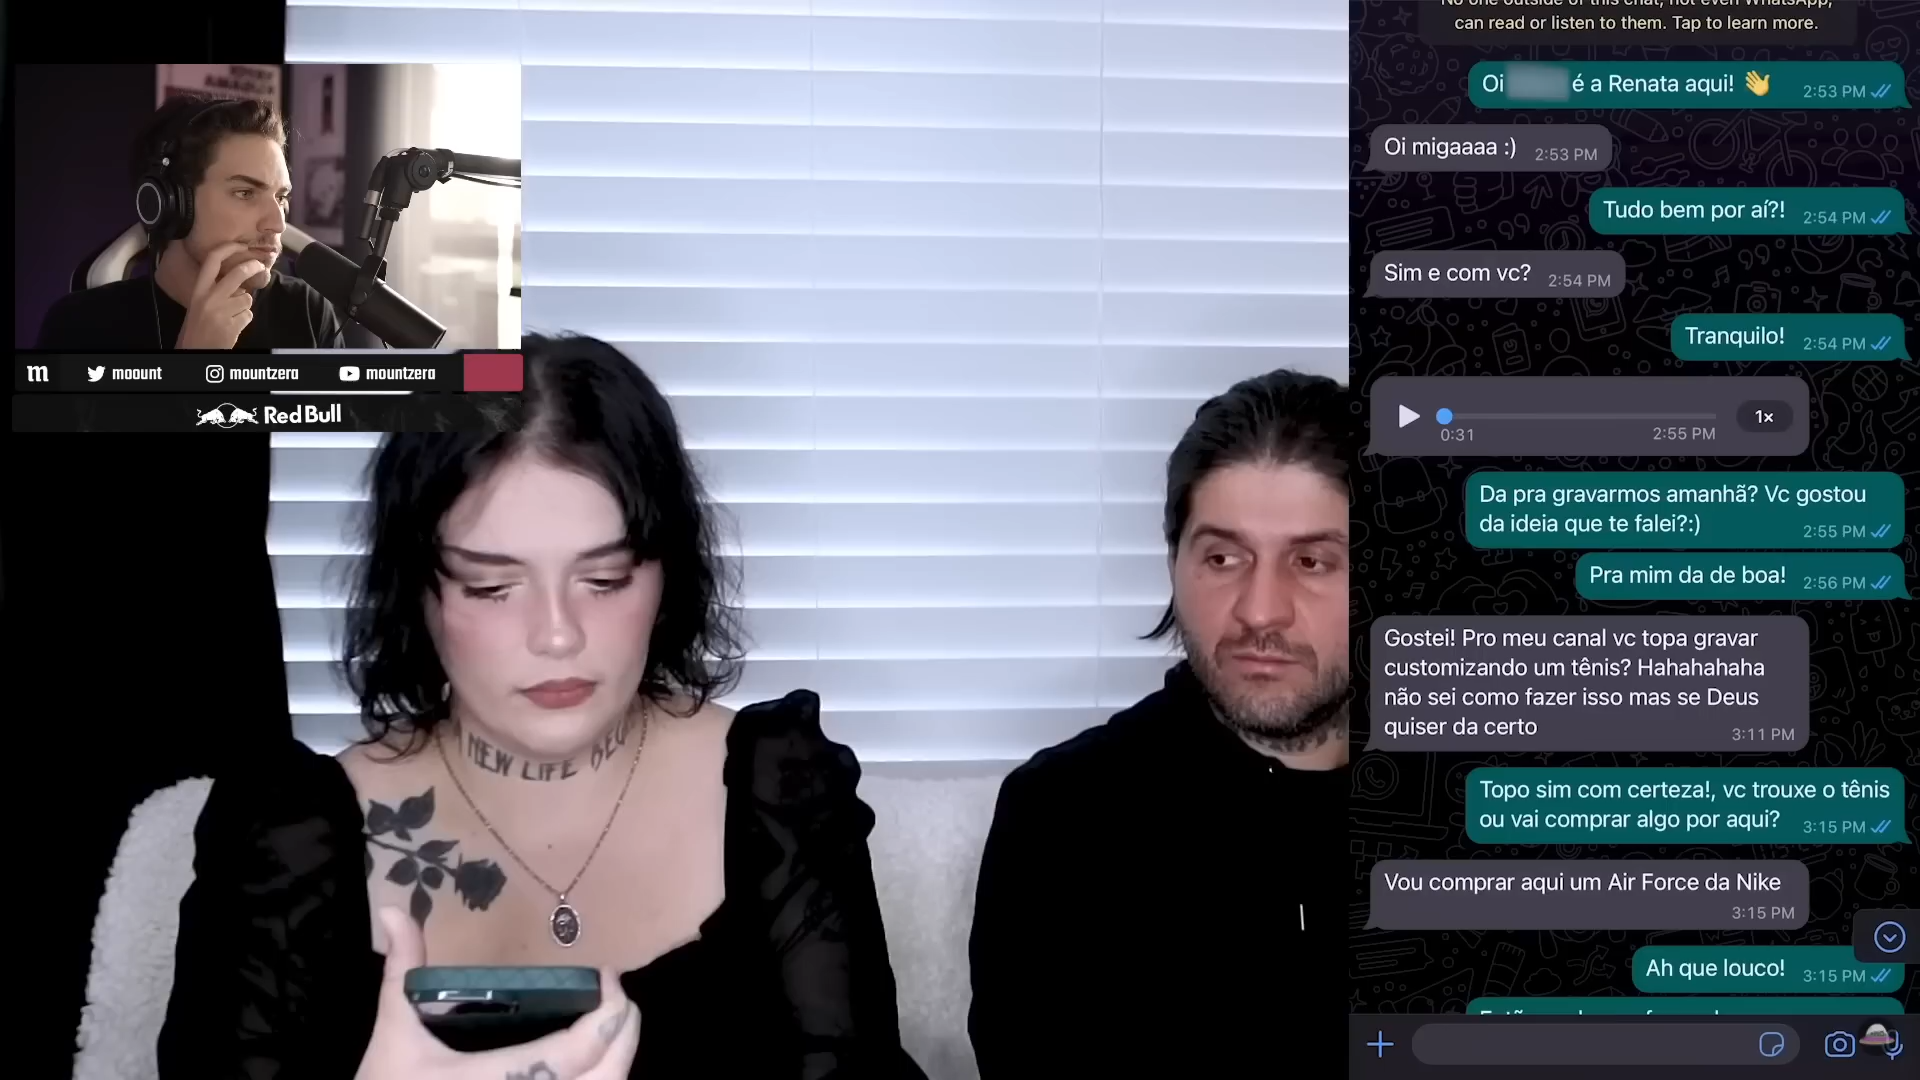 m
moount
mountzera
mountzera
Red Bull
NEW LIFE BEG
can read or listen to them. Tap to learn more.
Oi é a Renata aqui! 👋 2:53 PM
Oi migaaaa :) 2:53 PM
Tudo bem por aí?! 2:54 PM
Sim e com vc? 2:54 PM
Tranquilo! 2:54 PM
1×
0:31 2:55 PM
Da pra gravarmos amanhã? Vc gostou
da ideia que te falei?:) 2:55 PM
Pra mim da de boa! 2:56 PM
Gostei! Pro meu canal vc topa gravar
customizando um tênis? Hahahahaha
não sei como fazer isso mas se Deus
quiser da certo 3:11 PM
Topo sim com certeza!, vc trouxe o tênis
ou vai comprar algo por aqui? 3:15 PM
Vou comprar aqui um Air Force da Nike
3:15 PM
Ah que louco! 3:15 PM